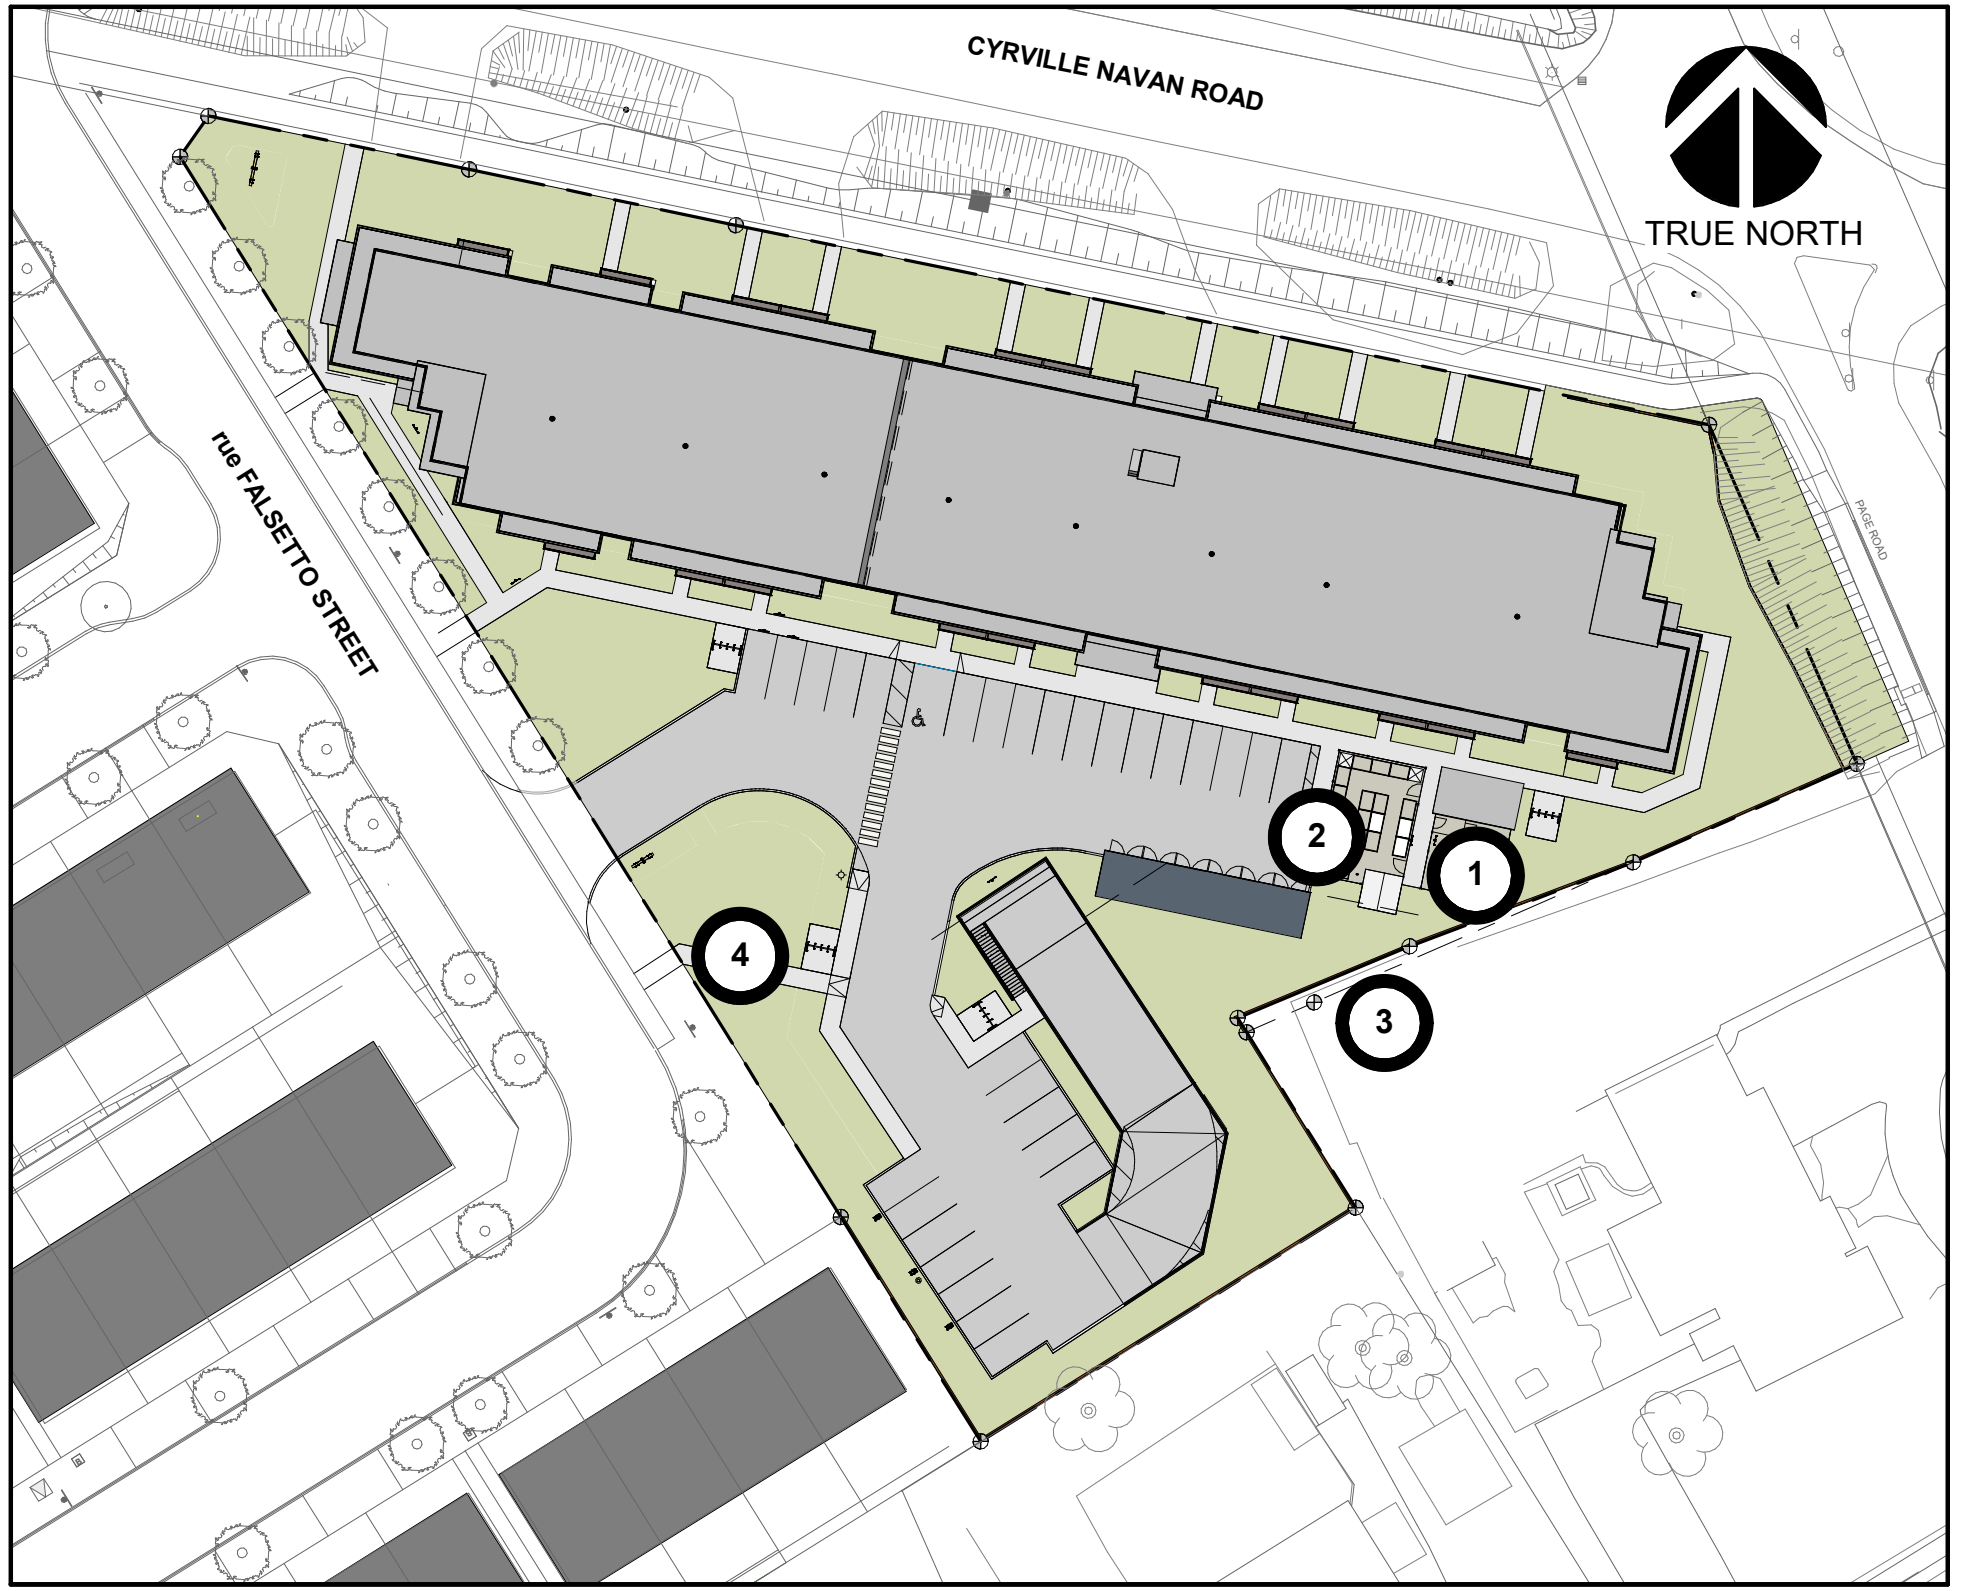 CYRVILLE NAVAN ROAD
TRUE NORTH
rue FALSETTO STREET
PAGE ROAD
2
1
4
3